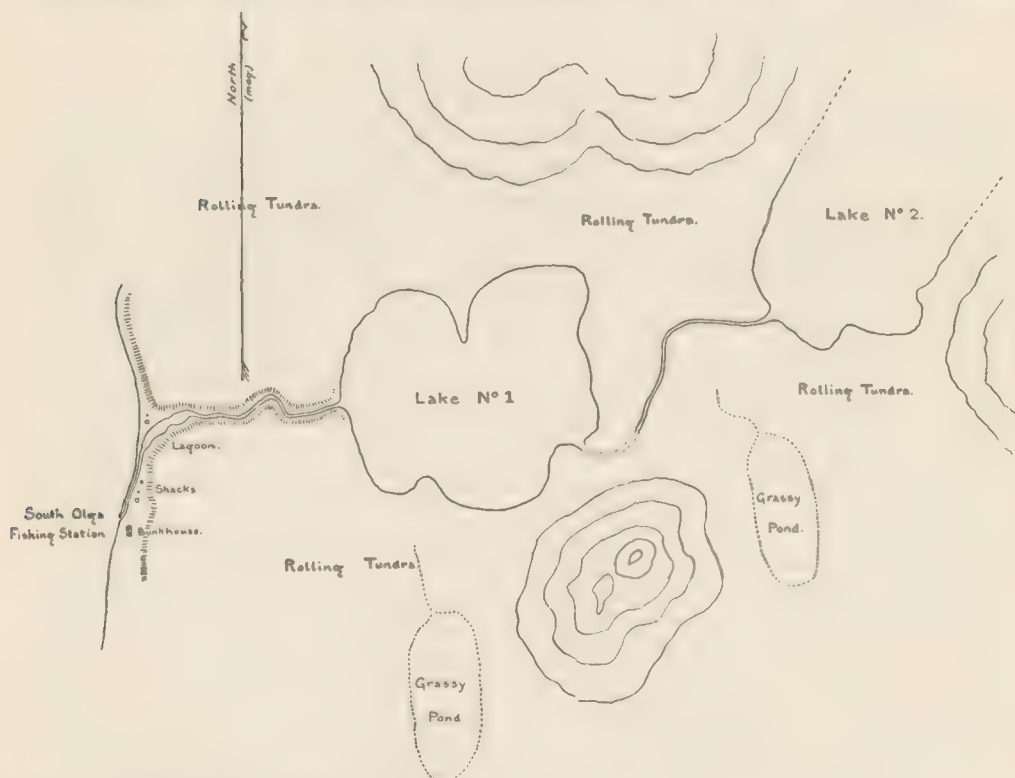 North
(mag.)
Rolling Tundra.
Rolling Tundra.
Lake Nº 2.
Lake Nº 1
Rolling Tundra.
Lagoon.
Shacks
South Olga
Fishing Station
Bunkhouse.
Grassy
Pond.
Rolling Tundra
Grassy
Pond